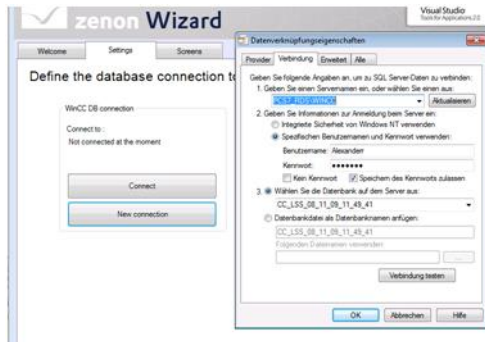 zenon Wizard
Visual Studio
Tools for Applications 2.0
Welcome
Settings
Screens
Define the database connection to
WinCC DB connection
Connect to :
Not connected at the moment
Connect
New connection
Datenverknüpfungseigenschaften
Provider
Verbindung
Erweitert
Alle
Geben Sie folgende Angaben an, um zu SQL Server-Daten zu verbinden:
1. Geben Sie einen Servernamen ein, oder wählen Sie einen aus:
Aktualisieren
2. Geben Sie Informationen zur Anmeldung beim Server ein:
Integrierte Sicherheit von Windows NT verwenden
Spezifischen Benutzernamen und Kennwort verwenden:
Benutzername: Alexanderr
Kennwort: •••••••
Kein Kennwort
Speichern des Kennworts zulassen
3. Wählen Sie die Datenbank auf dem Server aus:
CC_LSS_08_11_09_11_49_41
Datenbankdatei als Datenbanknamen anfügen:
CC_LSS_08_11_09_11_49_41
Folgenden Dateinamen verwenden:
...
Verbindung testen
OK
Abbrechen
Hilfe